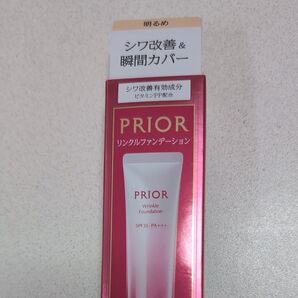 明るめ
シワ改善&
瞬間カバー
シワ改善有効成分
ビタミンPP配合
PRIOR
リンクルファンデーション
PRIOR
Wrinkle
Foundation
SPF35・PA+++